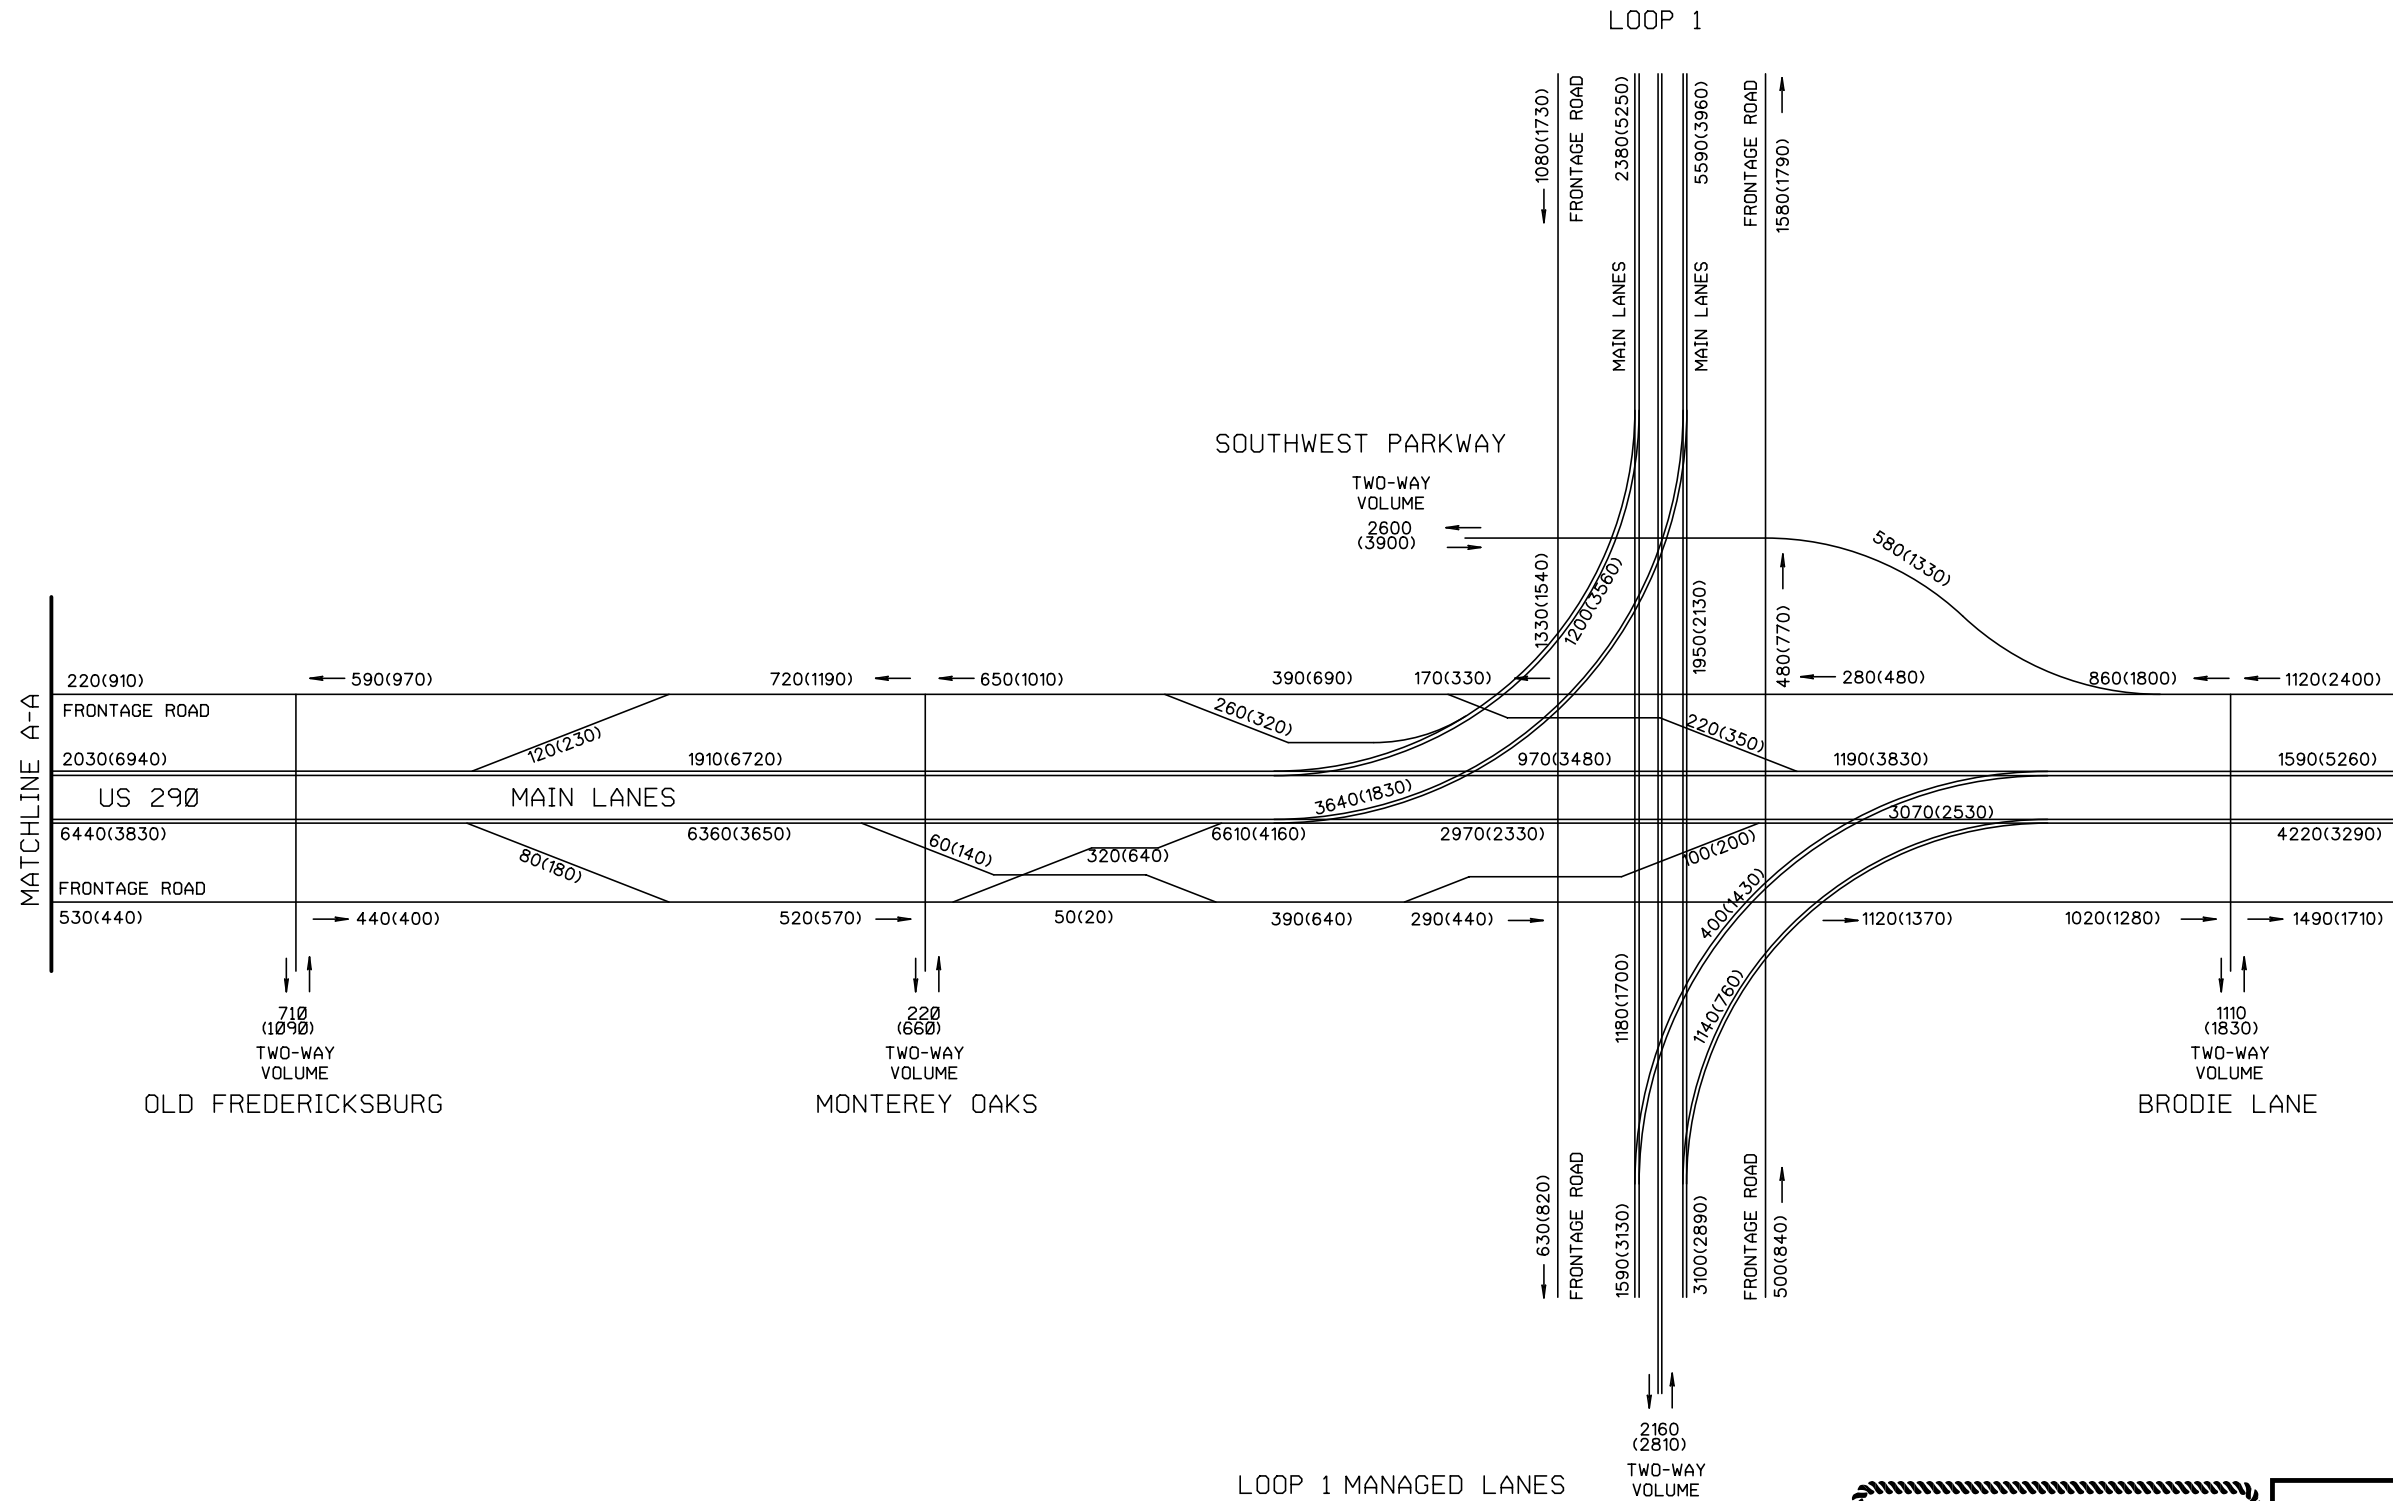 LOOP 1
1080(1730)
FRONTAGE ROAD
2380(5250)
5590(3960)
FRONTAGE ROAD
1580(1790)
MAIN LANES
MAIN LANES
SOUTHWEST PARKWAY
TWO-WAY
VOLUME
2600
(3900)
580(1330)
1330(1540)
1200(3560)
1950(2130)
480(770)
MATCHLINE A-A
220(910)
590(970)
720(1190)
650(1010)
390(690)
170(330)
280(480)
860(1800)
1120(2400)
FRONTAGE ROAD
260(320)
120(230)
220(350)
2030(6940)
1910(6720)
970(3480)
1190(3830)
1590(5260)
US 290
MAIN LANES
3640(1830)
3070(2530)
6440(3830)
6360(3650)
60(140)
6610(4160)
2970(2330)
100(200)
4220(3290)
80(180)
320(640)
FRONTAGE ROAD
400(1430)
530(440)
440(400)
520(570)
50(20)
390(640)
290(440)
1120(1370)
1020(1280)
1490(1710)
1180(1700)
1140(760)
710
(1090)
TWO-WAY
VOLUME
OLD FREDERICKSBURG
220
(660)
TWO-WAY
VOLUME
MONTEREY OAKS
1110
(1830)
TWO-WAY
VOLUME
BRODIE LANE
630(820)
FRONTAGE ROAD
1590(3130)
3100(2890)
FRONTAGE ROAD
500(840)
2160
(2810)
TWO-WAY
VOLUME
LOOP 1 MANAGED LANES